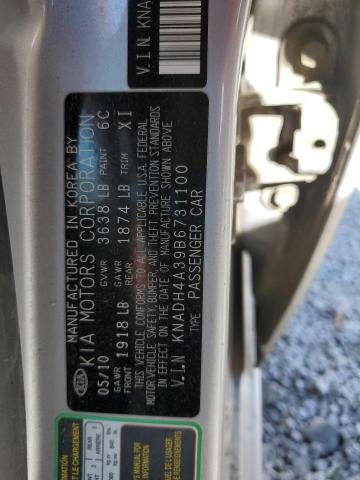 V.I.N KNA
MANUFACTURED IN KOREA BY
KIA MOTORS CORPORATION
05/10 GVWR 3638 LB PAINT 6C
GAWR FRONT 1918 LB GAWR REAR 1874 LB TRIM XI
THIS VEHICLE CONFORMS TO ALL APPLICABLE U.S.A. FEDERAL
MOTOR VEHICLE SAFETY, BUMPER, AND THEFT PREVENTION STANDARDS
IN EFFECT ON THE DATE OF MANUFACTURE SHOWN ABOVE
V.I.N KNADH4A39B6731100
TYPE: PASSENGER CAR
KIA